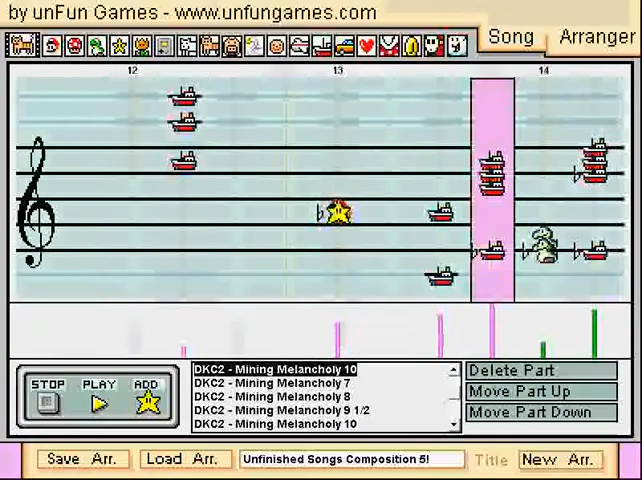 by unFun Games - www.unfungames.com
Song
Arranger
12
13
14
STOP
PLAY
ADD
DKC2 - Mining Melancholy 10
DKC2 - Mining Melancholy 7
DKC2 - Mining Melancholy 8
DKC2 - Mining Melancholy 9 1/2
DKC2 - Mining Melancholy 10
Delete Part
Move Part Up
Move Part Down
Save Arr.
Load Arr.
Unfinished Songs Composition 5!
Title
New Arr.